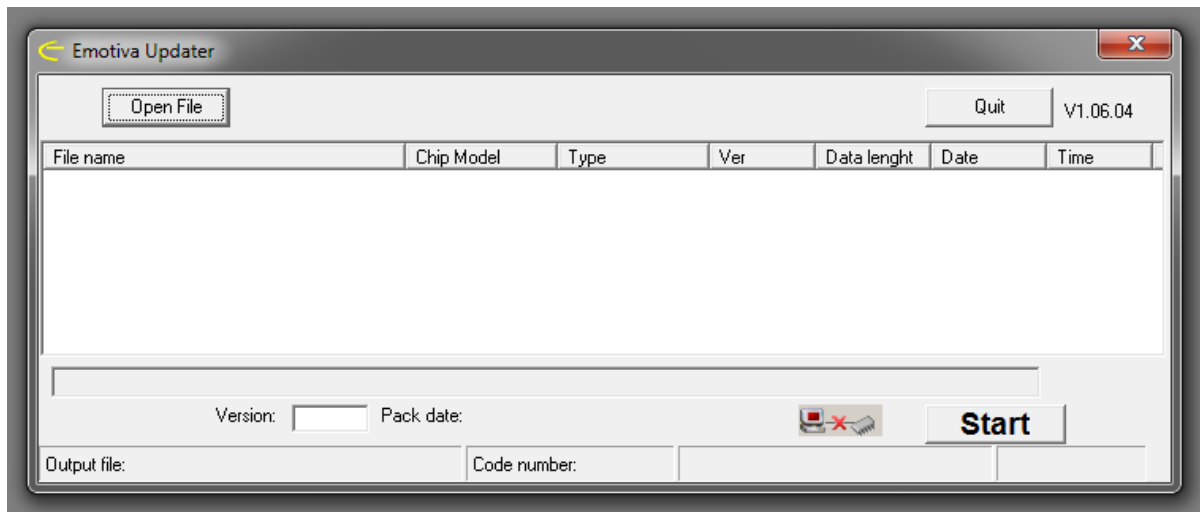 Emotiva Updater
Open File
Quit
V1.06.04
File name
Chip Model
Type
Ver
Data lenght
Date
Time
Version:
Pack date:
Start
Output file:
Code number: